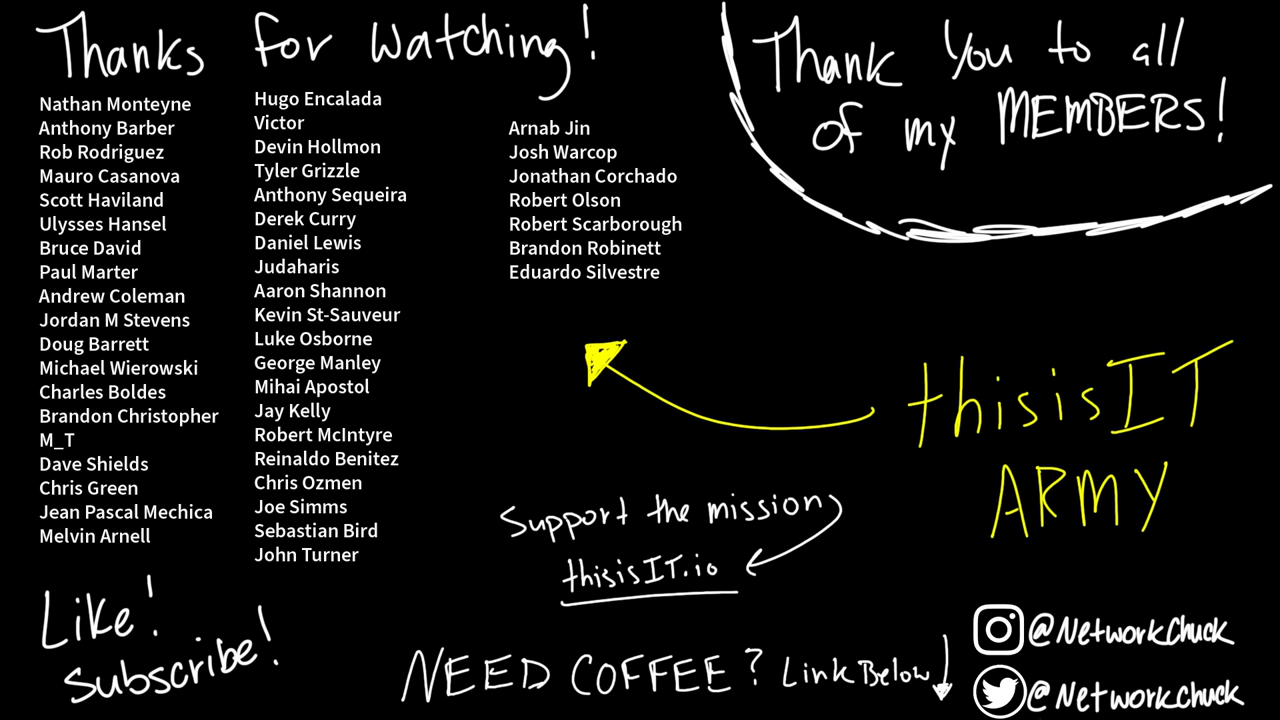 Thanks for watching!
Nathan Monteyne
Anthony Barber
Rob Rodriguez
Mauro Casanova
Scott Haviland
Ulysses Hansel
Bruce David
Paul Marter
Andrew Coleman
Jordan M Stevens
Doug Barrett
Michael Wierowski
Charles Boldes
Brandon Christopher
M_T
Dave Shields
Chris Green
Jean Pascal Mechica
Melvin Arnell
Hugo Encalada
Victor
Devin Hollmon
Tyler Grizzle
Anthony Sequeira
Derek Curry
Daniel Lewis
Judaharis
Aaron Shannon
Kevin St-Sauveur
Luke Osborne
George Manley
Mihai Apostol
Jay Kelly
Robert McIntyre
Reinaldo Benitez
Chris Ozmen
Joe Simms
Sebastian Bird
John Turner
Arnab Jin
Josh Warcop
Jonathan Corchado
Robert Olson
Robert Scarborough
Brandon Robinett
Eduardo Silvestre
Thank you to all
of my MEMBERS!
thisisIT
ARMY
Support the mission
thisisIT.io
Like!
Subscribe!
NEED COFFEE? Link Below
@NetworkChuck
@NetworkChuck